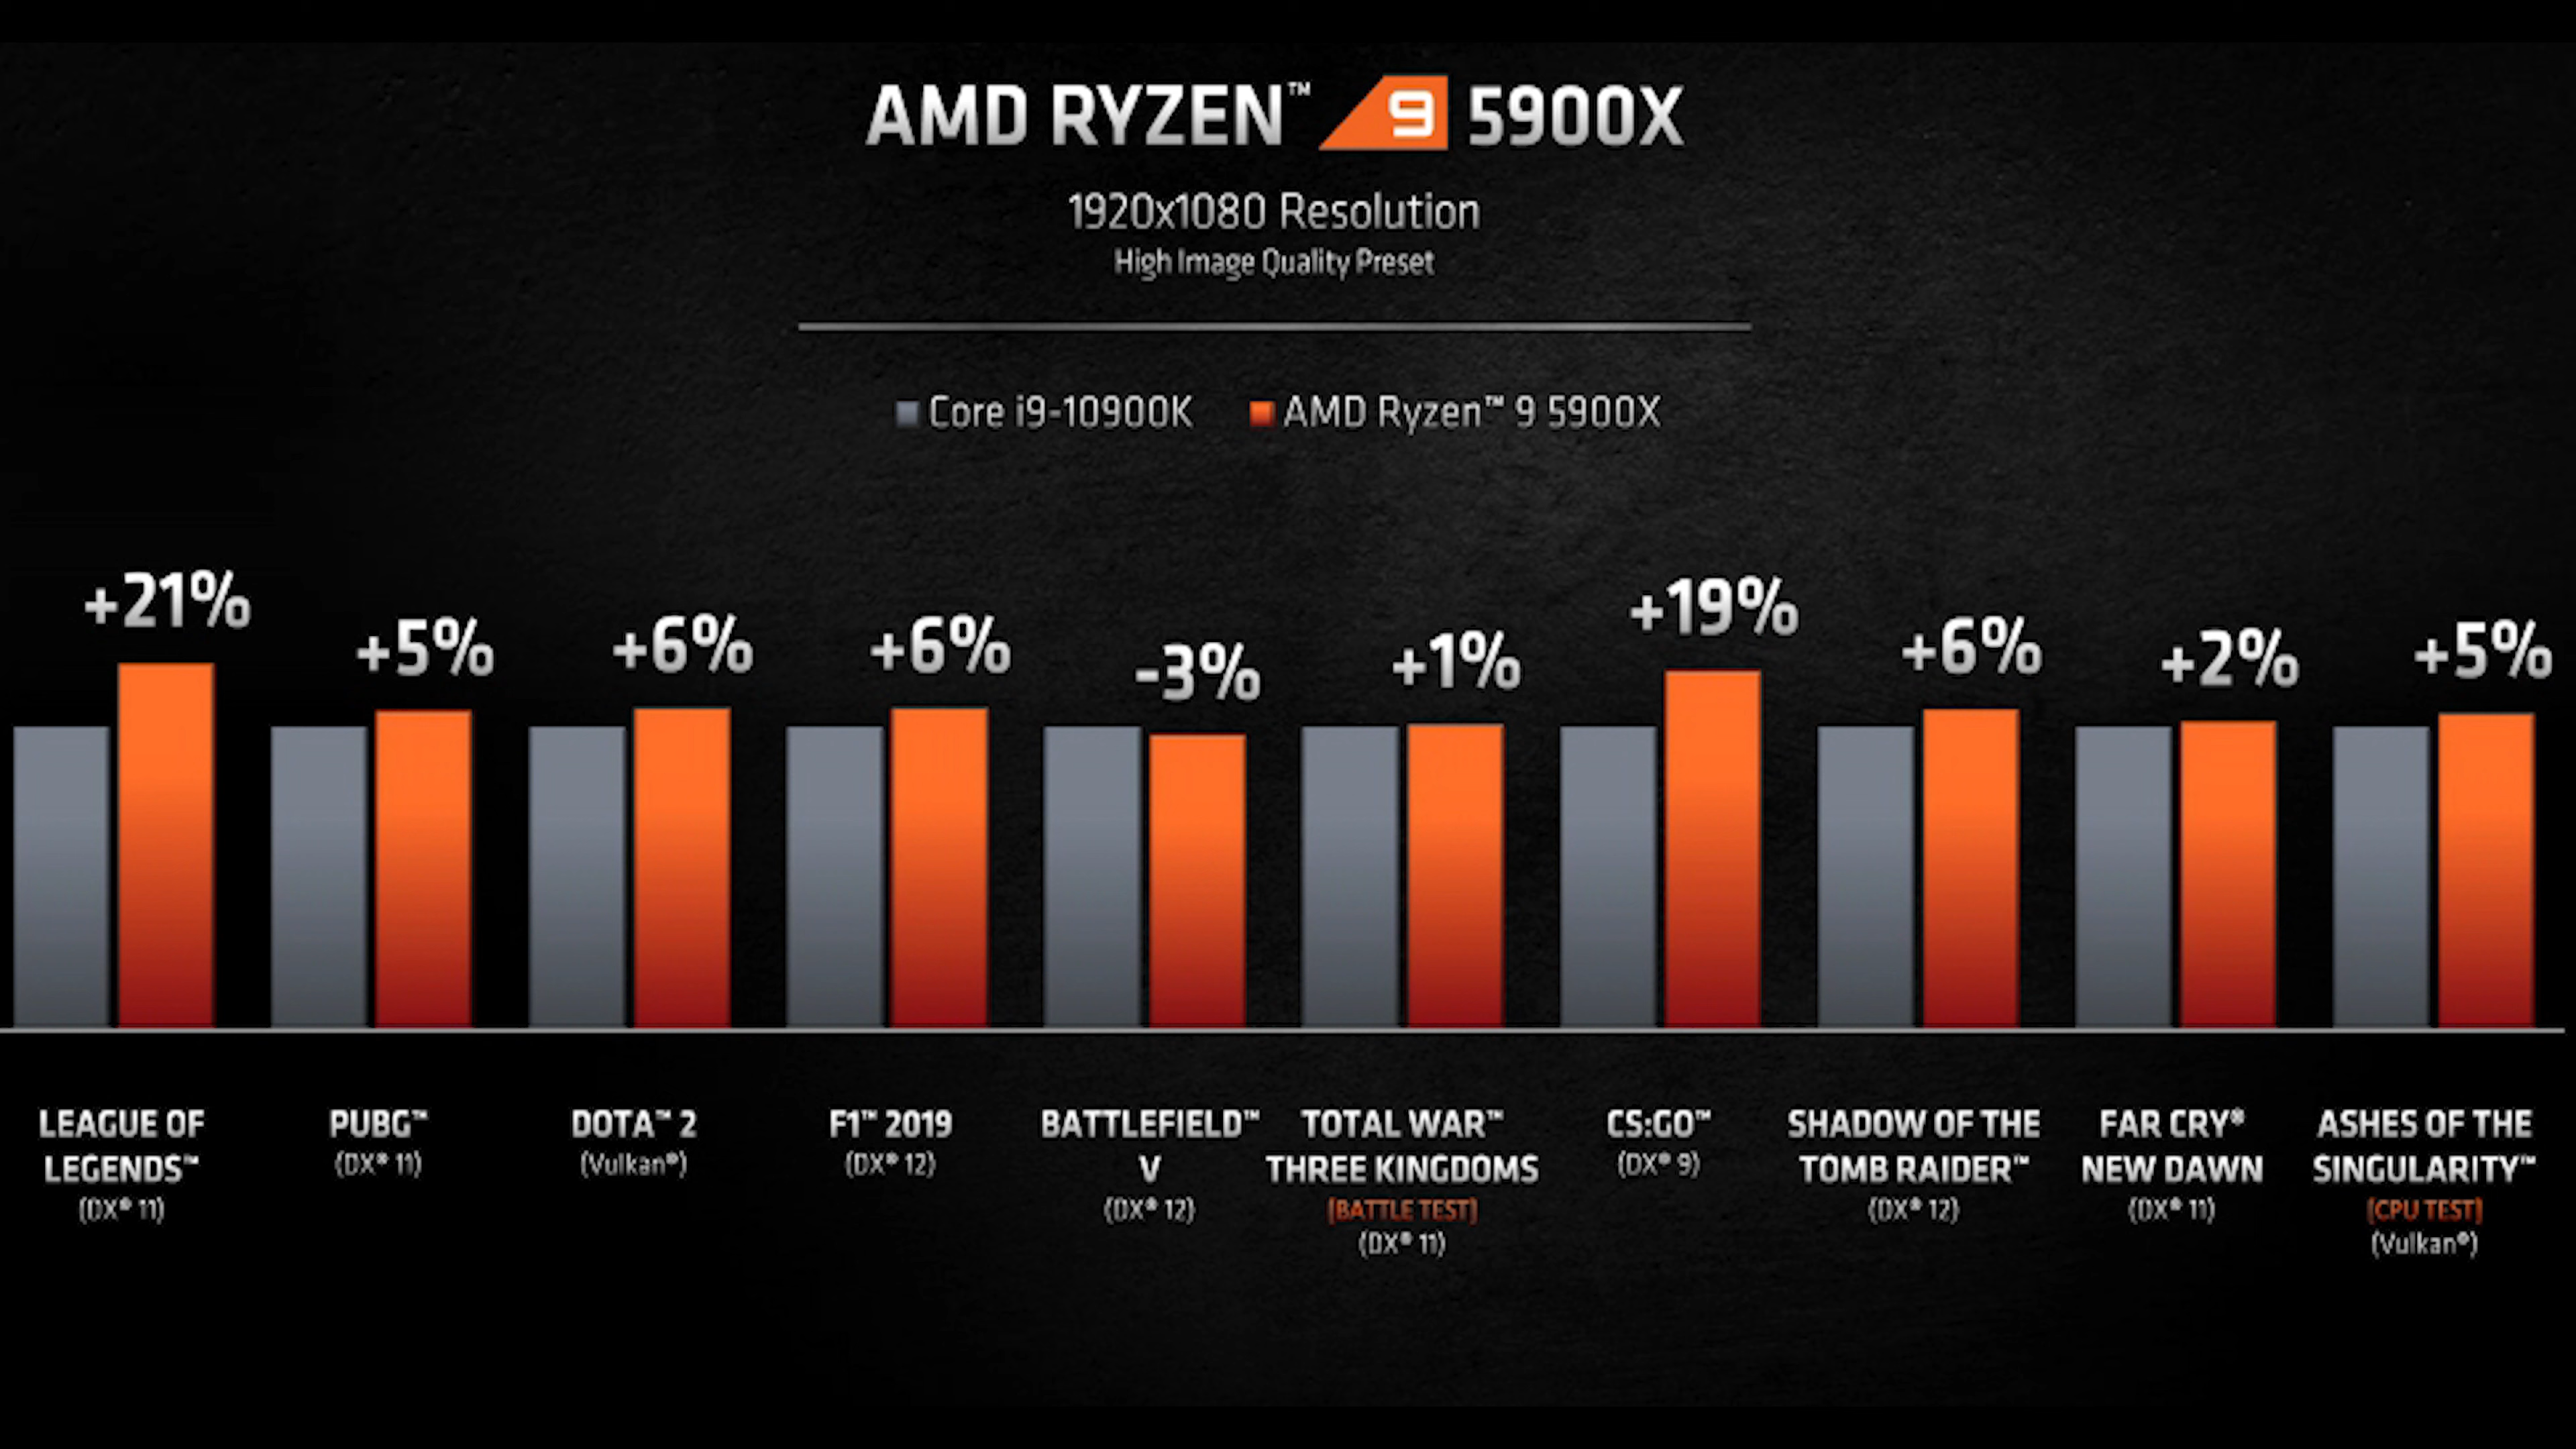 AMD RYZEN™ 9 5900X
1920x1080 Resolution
High Image Quality Preset
Core i9-10900K
AMD Ryzen™ 9 5900X
+21%
+5%
+6%
+6%
-3%
+1%
+19%
+6%
+2%
+5%
LEAGUE OF
LEGENDS™
(DX® 11)
PUBG™
(DX® 11)
DOTA™ 2
(Vulkan®)
F1™ 2019
(DX® 12)
BATTLEFIELD™
V
(DX® 12)
TOTAL WAR™
THREE KINGDOMS
[BATTLE TEST]
(DX® 11)
CS:GO™
(DX® 9)
SHADOW OF THE
TOMB RAIDER™
(DX® 12)
FAR CRY®
NEW DAWN
(DX® 11)
ASHES OF THE
SINGULARITY™
[CPU TEST]
(Vulkan®)